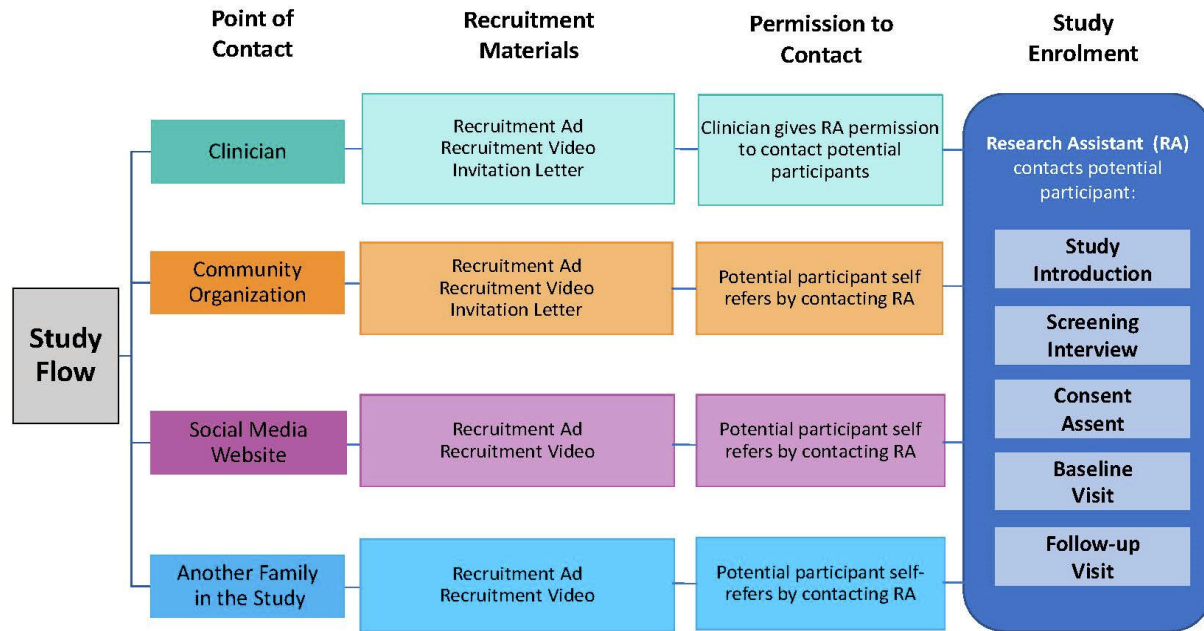 Point of
Contact
Recruitment
Materials
Permission to
Contact
Study
Enrolment
Study
Flow
Clinician
Recruitment Ad
Recruitment Video
Invitation Letter
Clinician gives RA permission
to contact potential
participants
Community
Organization
Recruitment Ad
Recruitment Video
Invitation Letter
Potential participant self
refers by contacting RA
Social Media
Website
Recruitment Ad
Recruitment Video
Potential participant self
refers by contacting RA
Another Family
in the Study
Recruitment Ad
Recruitment Video
Potential participant self-
refers by contacting RA
Research Assistant (RA)
contacts potential
participant:
Study
Introduction
Screening
Interview
Consent
Assent
Baseline
Visit
Follow-up
Visit